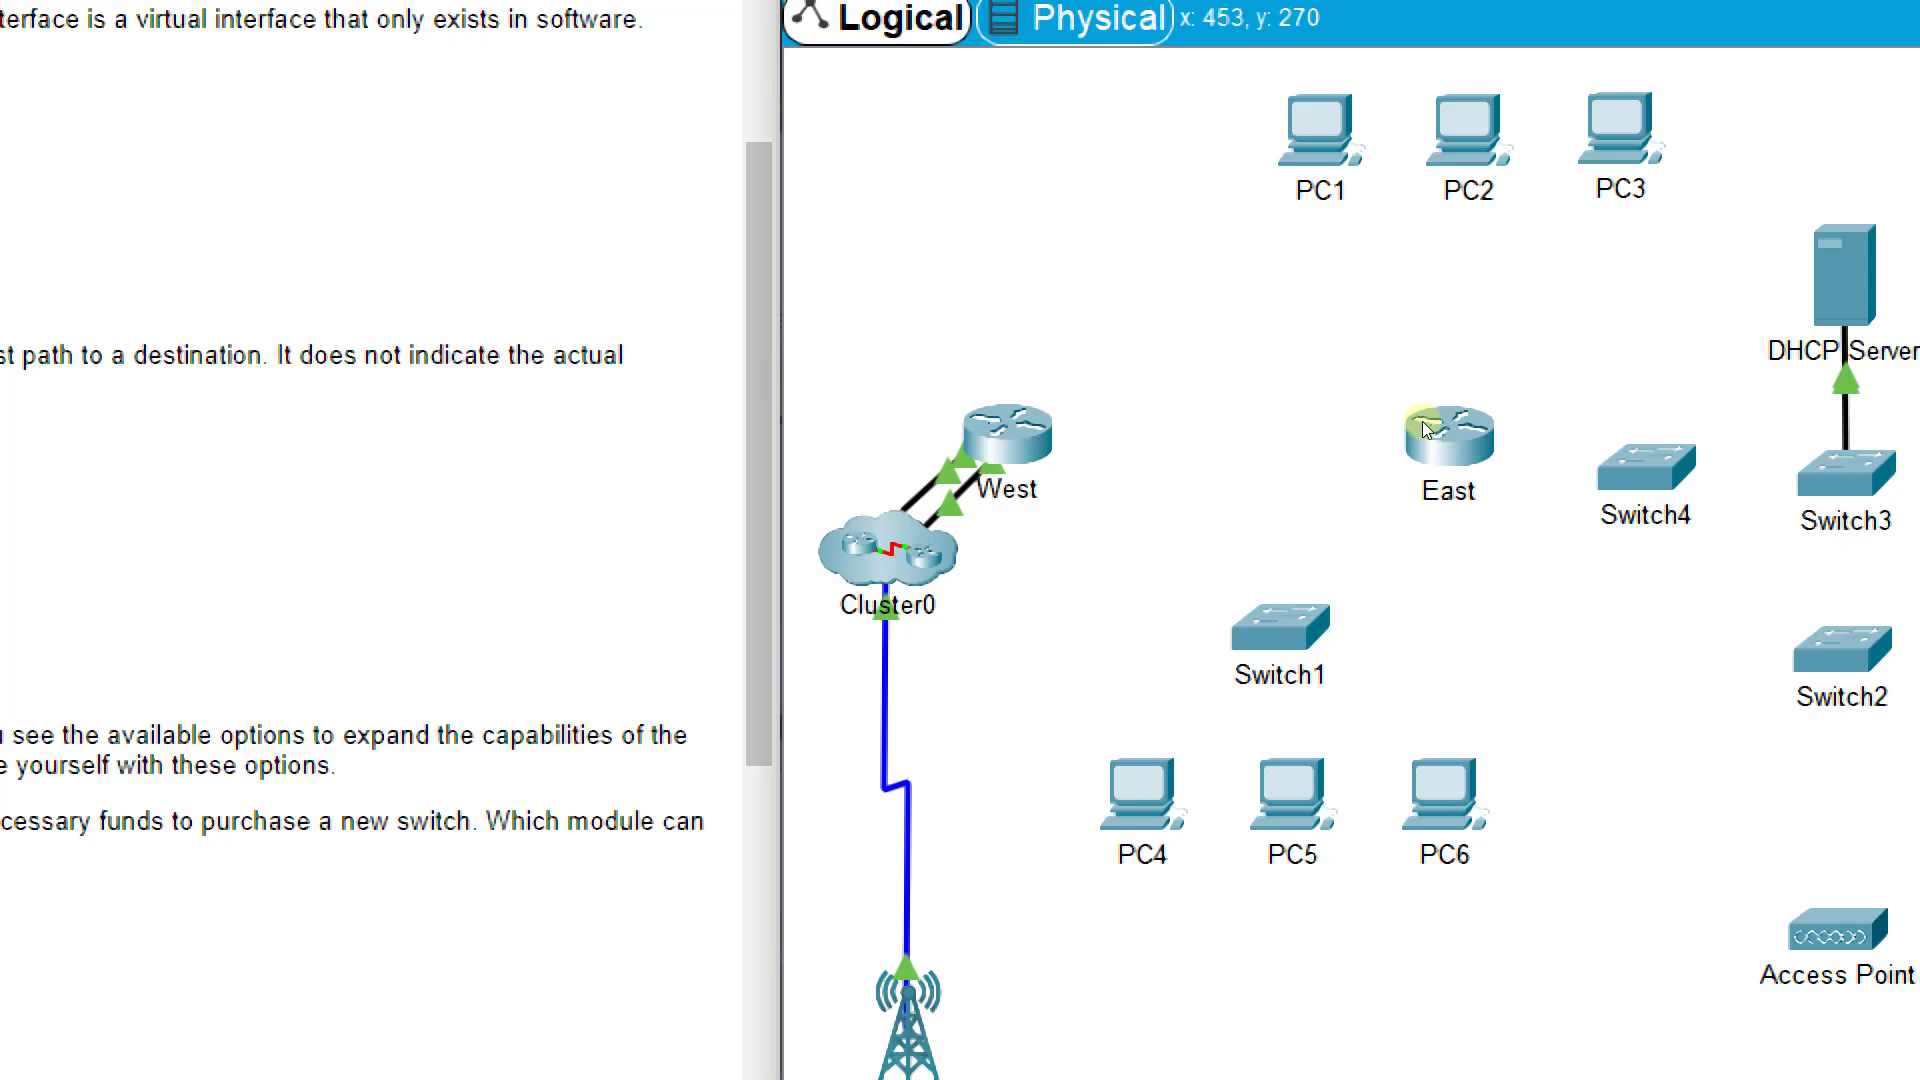 terface is a virtual interface that only exists in software.
st path to a destination. It does not indicate the actual
see the available options to expand the capabilities of the
e yourself with these options.
cessary funds to purchase a new switch. Which module can
Logical
Physical
x: 453, y: 270
PC1
PC2
PC3
DHCP Server
West
East
Switch4
Switch3
Cluster0
Switch1
Switch2
PC4
PC5
PC6
Access Point